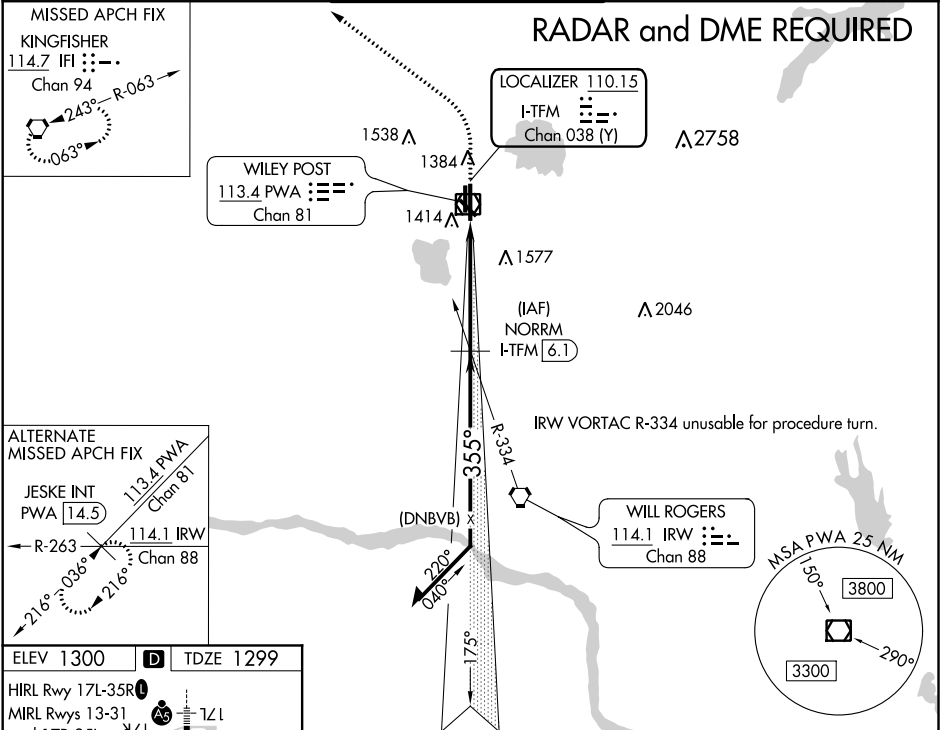 MISSED APCH FIX
KINGFISHER
114.7 IFI
Chan 94
R-063
243°
063°
RADAR and DME REQUIRED
LOCALIZER 110.15
I-TFM
Chan 038 (Y)
1538
1384
2758
WILEY POST
113.4 PWA
Chan 81
1414
1577
(IAF)
NORRM
I-TFM 6.1
2046
IRW VORTAC R-334 unusable for procedure turn.
R-334
355°
ALTERNATE
MISSED APCH FIX
JESKE INT
PWA 14.5
113.4 PWA
Chan 81
R-263
114.1 IRW
Chan 88
036°
216°
216°
(DNBVB) X
WILL ROGERS
114.1 IRW
Chan 88
220°
040°
175°
MSA PWA 25 NM
150°
3800
3300
290°
ELEV 1300 D TDZE 1299
HIRL Rwy 17L-35R L
MIRL Rwys 13-31
A5
17L